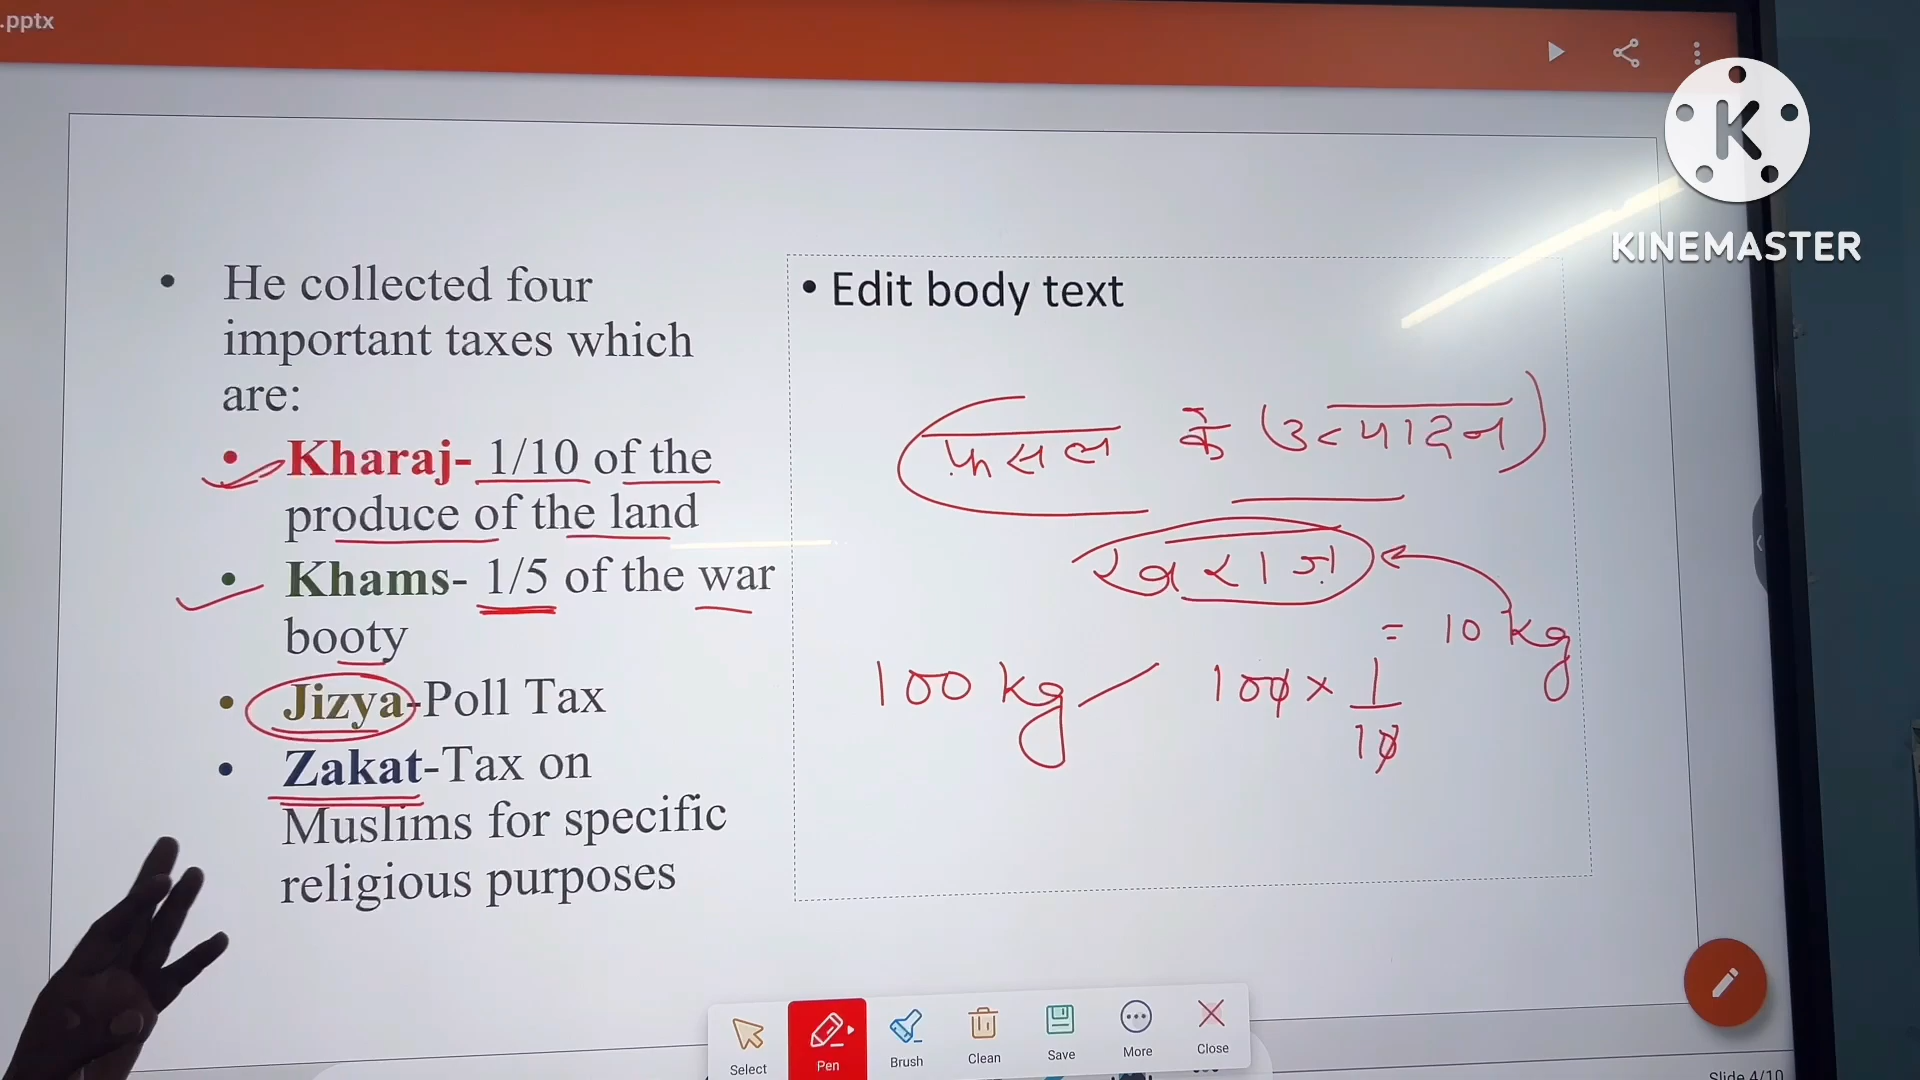 .pptx
KINEMASTER
• He collected four
important taxes which
are:
• Kharaj- 1/10 of the
produce of the land
• Khams- 1/5 of the war
booty
• Jizya-Poll Tax
• Zakat-Tax on
Muslims for specific
religious purposes
• Edit body text
फसल के (उत्पादन)
खराज
= 10 kg
100 kg 100 × 1/10
Select Pen Brush Clean Save More Close
Slide 4/10